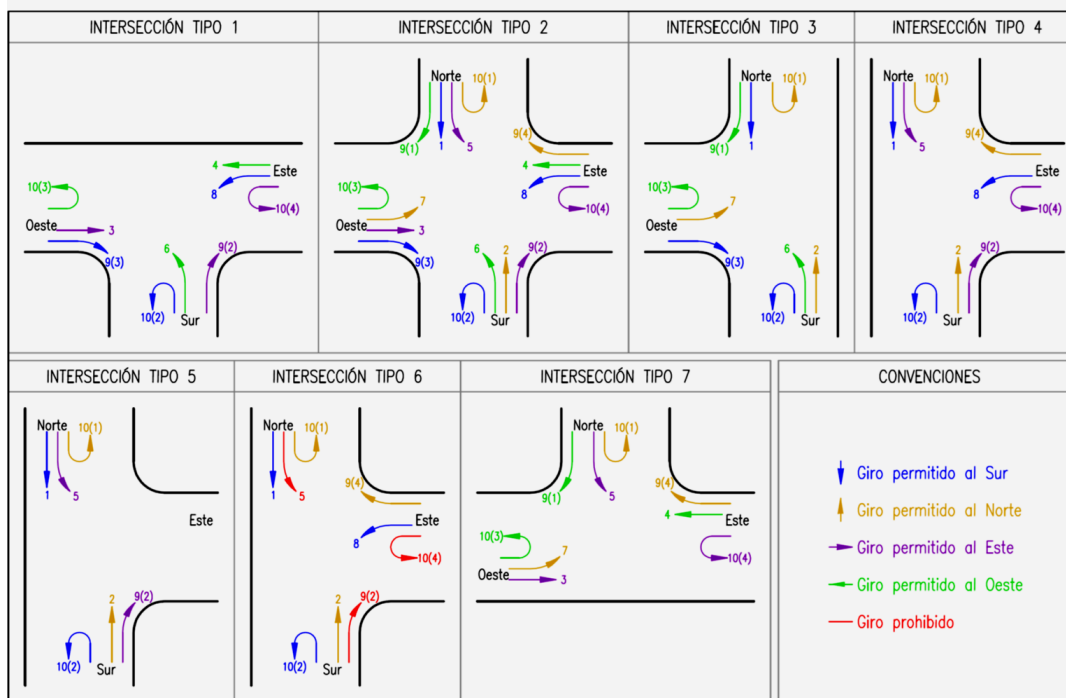 INTERSECCIÓN TIPO 1
10(3)
4
Este
8
10(4)
Oeste
3
9(3)
6
9(2)
10(2)
Sur
INTERSECCIÓN TIPO 2
Norte
10(1)
9(1)
1
5
9(4)
4
Este
8
10(3)
7
10(4)
Oeste
3
9(3)
6
2
9(2)
10(2)
Sur
INTERSECCIÓN TIPO 3
Norte
10(1)
9(1)
1
10(3)
7
Oeste
9(3)
6
2
10(2)
Sur
INTERSECCIÓN TIPO 4
Norte
10(1)
1
5
9(4)
Este
8
10(4)
2
9(2)
10(2)
Sur
INTERSECCIÓN TIPO 5
Norte
10(1)
1
5
Este
2
9(2)
10(2)
Sur
INTERSECCIÓN TIPO 6
Norte
10(1)
1
5
9(4)
Este
8
10(4)
2
9(2)
10(2)
Sur
INTERSECCIÓN TIPO 7
Norte
10(1)
9(1)
5
9(4)
4
Este
10(3)
7
10(4)
Oeste
3
CONVENCIONES
Giro permitido al Sur
Giro permitido al Norte
Giro permitido al Este
Giro permitido al Oeste
Giro prohibido